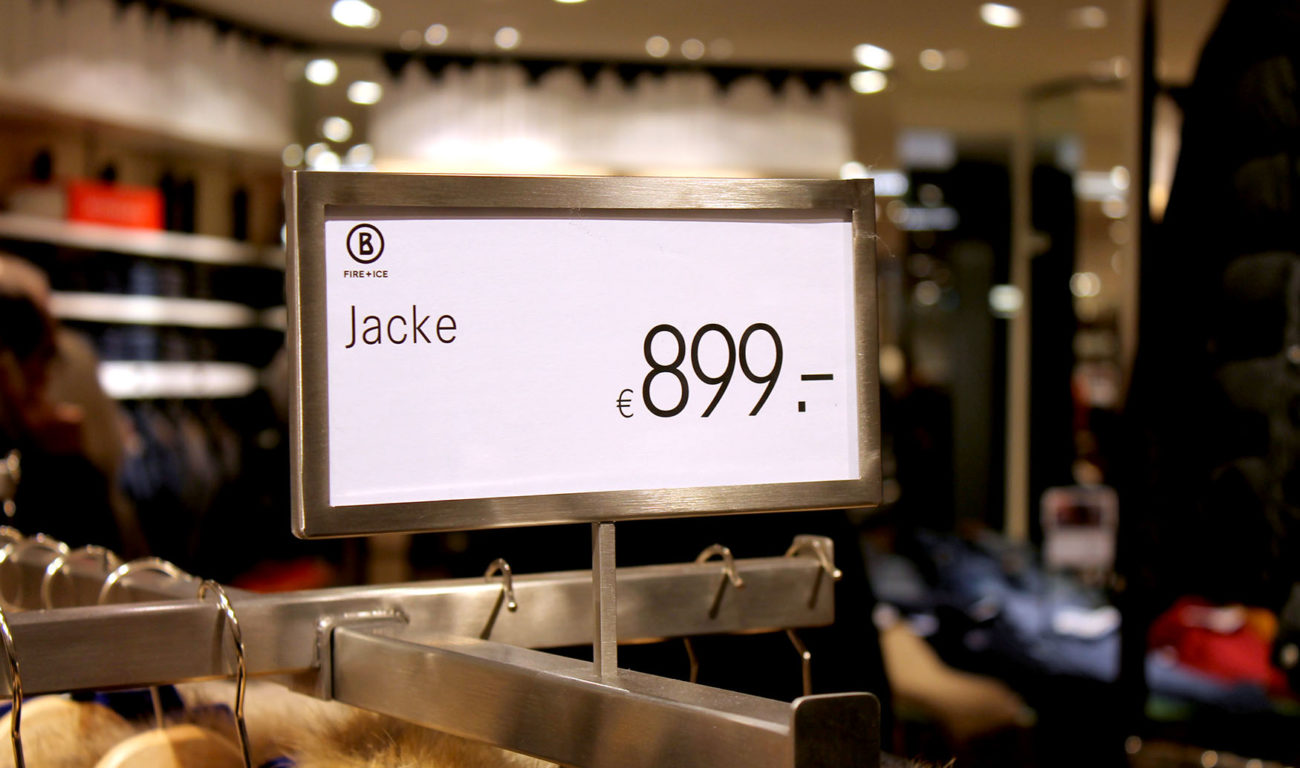 B
FIRE+ICE
Jacke
€899.-